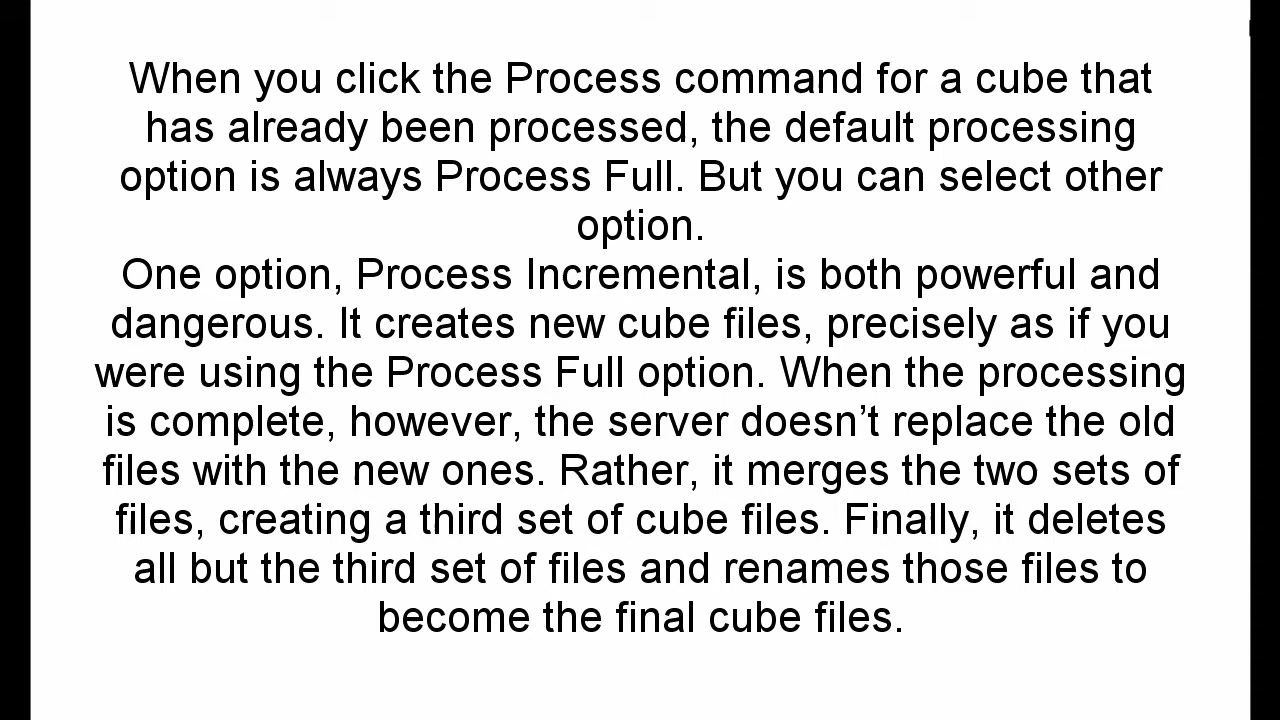 When you click the Process command for a cube that
has already been processed, the default processing
option is always Process Full. But you can select other
option.
One option, Process Incremental, is both powerful and
dangerous. It creates new cube files, precisely as if you
were using the Process Full option. When the processing
is complete, however, the server doesn’t replace the old
files with the new ones. Rather, it merges the two sets of
files, creating a third set of cube files. Finally, it deletes
all but the third set of files and renames those files to
become the final cube files.